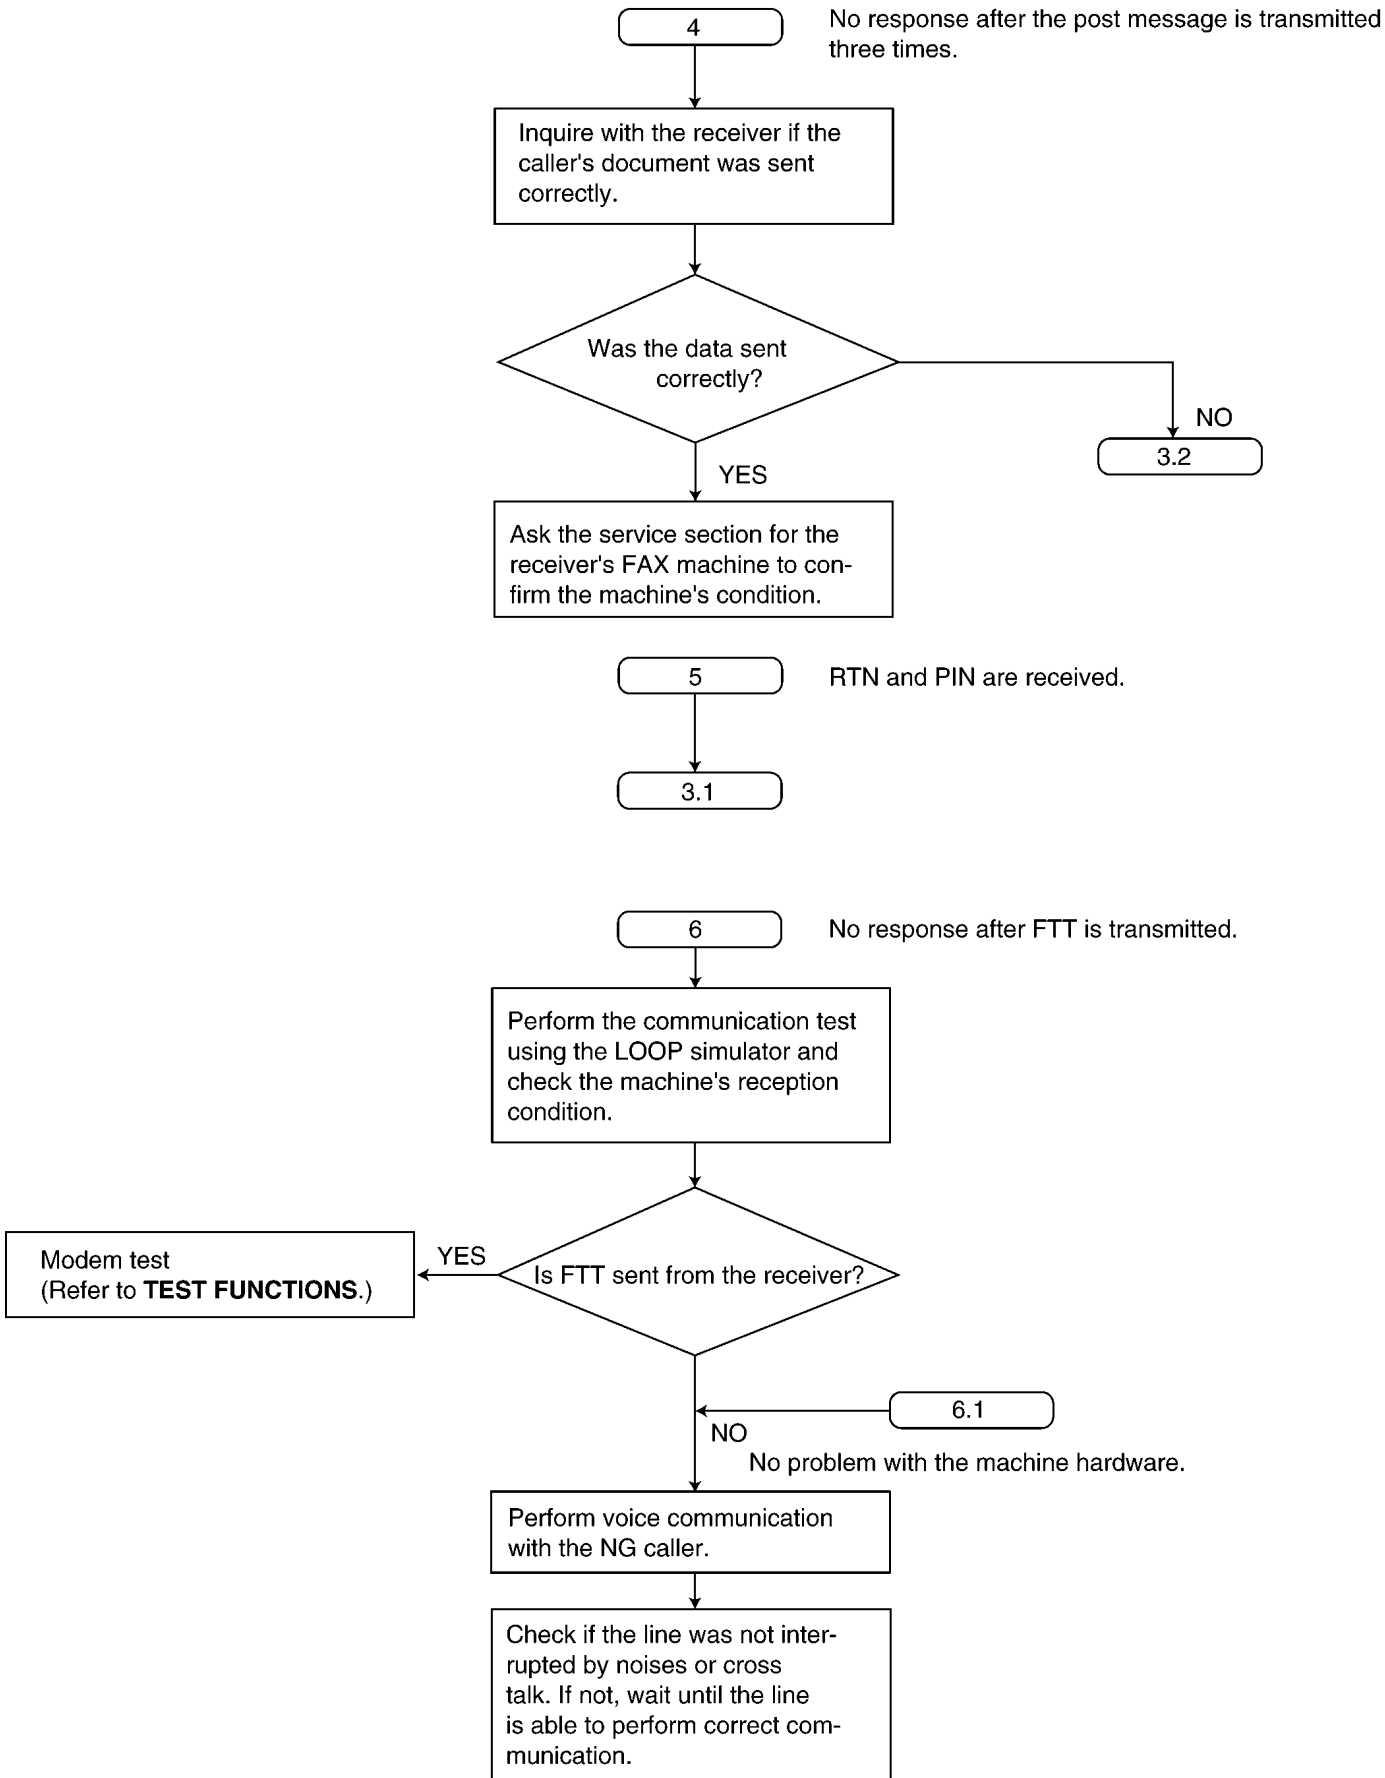 4
No response after the post message is transmitted
three times.
Inquire with the receiver if the
caller's document was sent
correctly.
Was the data sent
correctly?
NO
3.2
YES
Ask the service section for the
receiver's FAX machine to con-
firm the machine's condition.
5
RTN and PIN are received.
3.1
6
No response after FTT is transmitted.
Perform the communication test
using the LOOP simulator and
check the machine's reception
condition.
Modem test
(Refer to TEST FUNCTIONS.)
YES
Is FTT sent from the receiver?
6.1
NO
No problem with the machine hardware.
Perform voice communication
with the NG caller.
Check if the line was not inter-
rupted by noises or cross
talk. If not, wait until the line
is able to perform correct com-
munication.